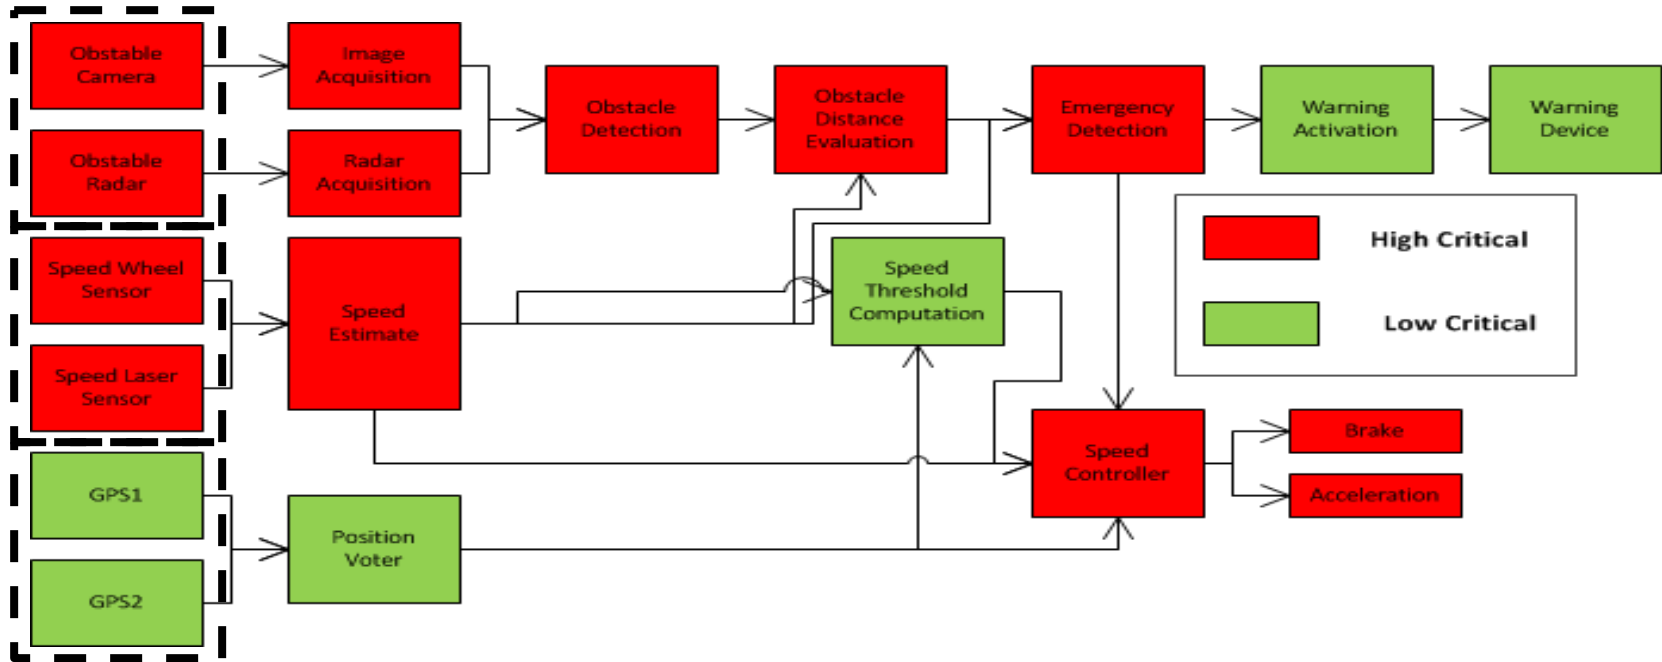 Obstable
Camera
Image
Acquisition
Obstacle
Detection
Obstacle
Distance
Evaluation
Emergency
Detection
Warning
Activation
Warning
Device
Obstable
Radar
Radar
Acquisition
High Critical
Low Critical
Speed Wheel
Sensor
Speed
Estimate
Speed
Threshold
Computation
Speed Laser
Sensor
Speed
Controller
Brake
Acceleration
GPS1
Position
Voter
GPS2